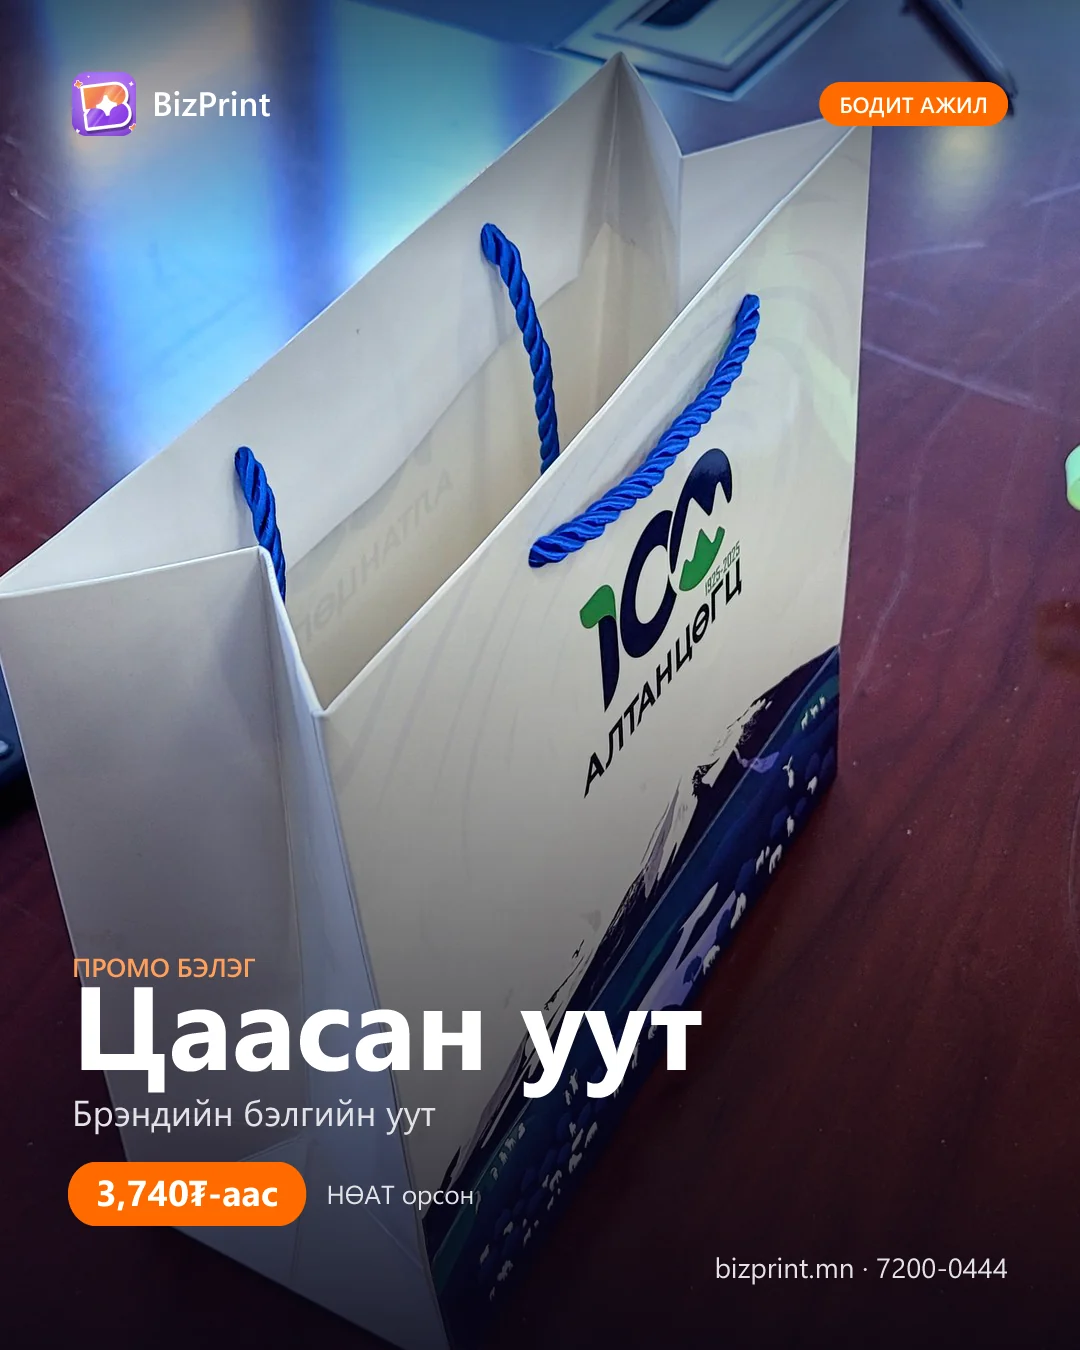 BizPrint
БОДИТ АЖИЛ
100
1925-2025
АЛТАНЦӨГЦ
ПРОМО БЭЛЭГ
Цаасан уут
Брэндийн бэлгийн уут
3,740₮-аас
НӨАТ орсон
bizprint.mn · 7200-0444